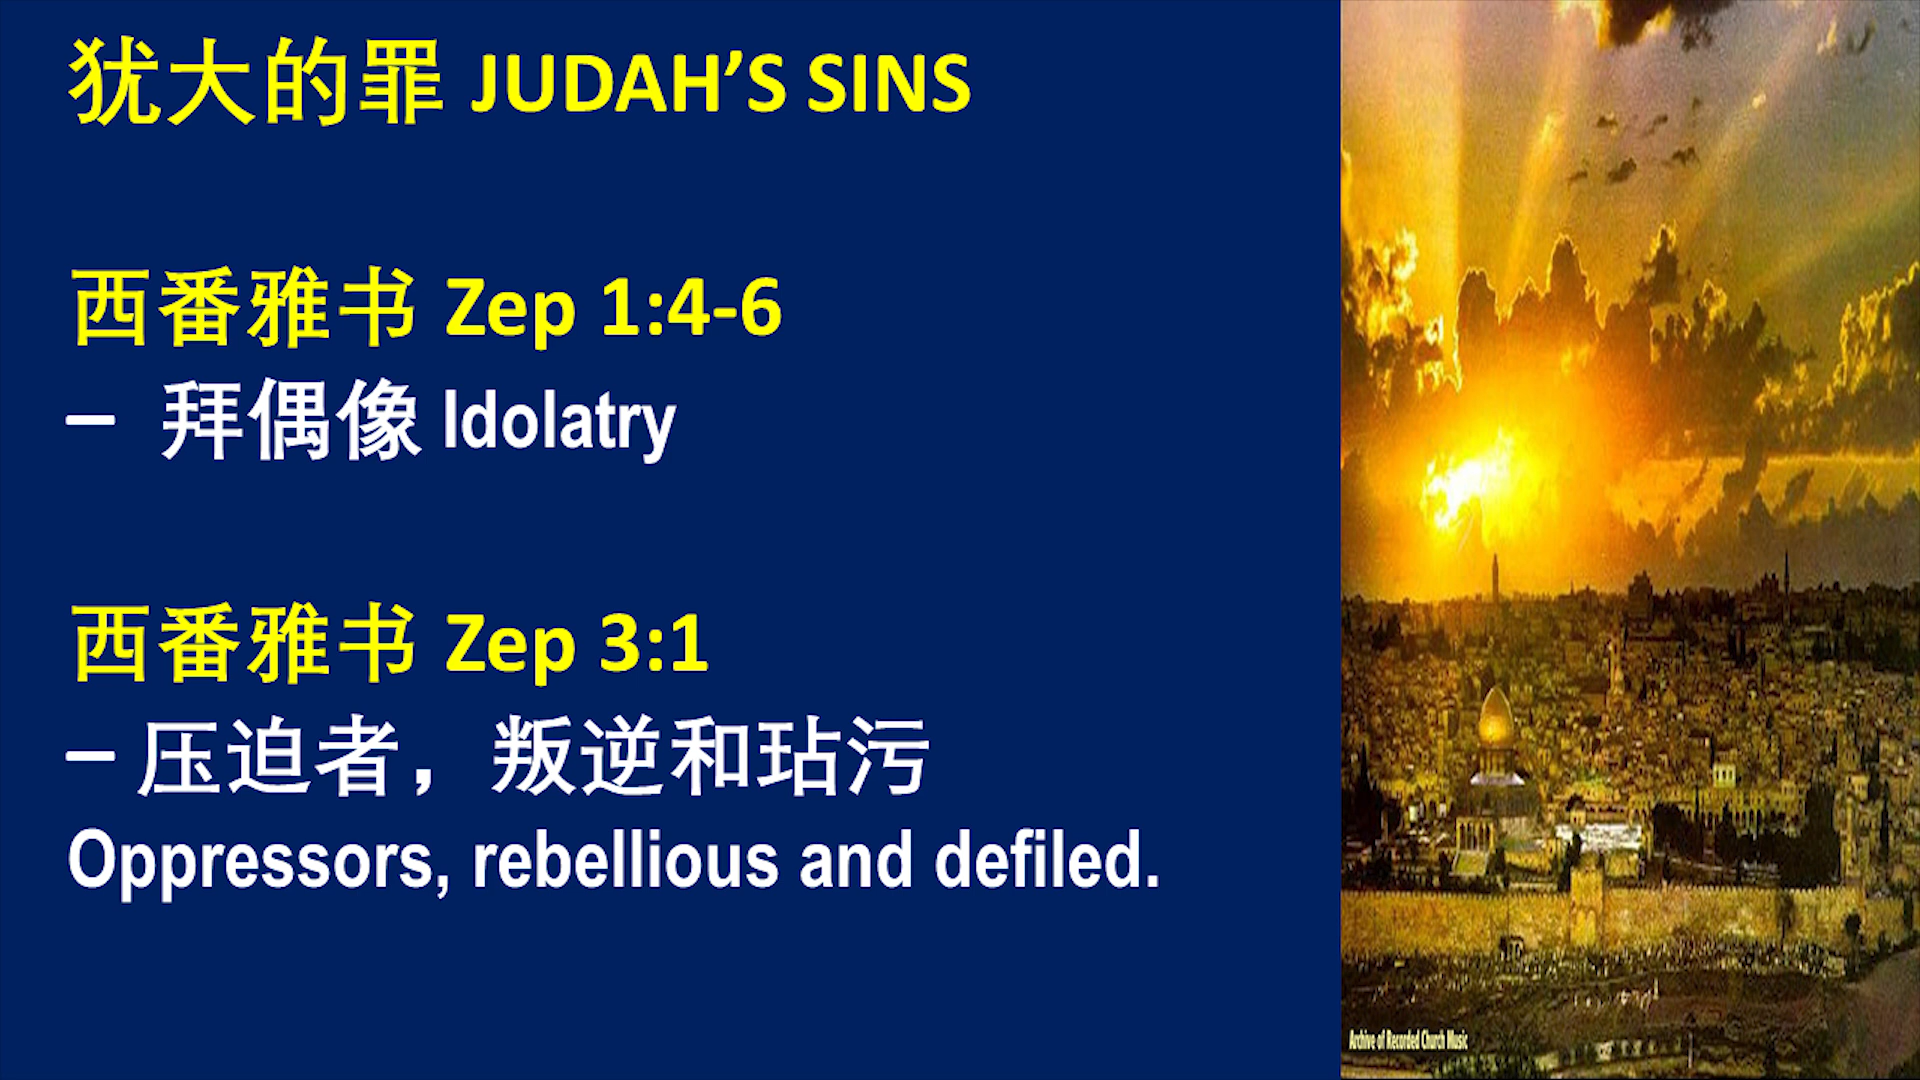 犹大的罪 JUDAH’S SINS
西番雅书 Zep 1:4-6
– 拜偶像 Idolatry
西番雅书 Zep 3:1
– 压迫者，叛逆和玷污
Oppressors, rebellious and defiled.
Archive of Recorded Church Music